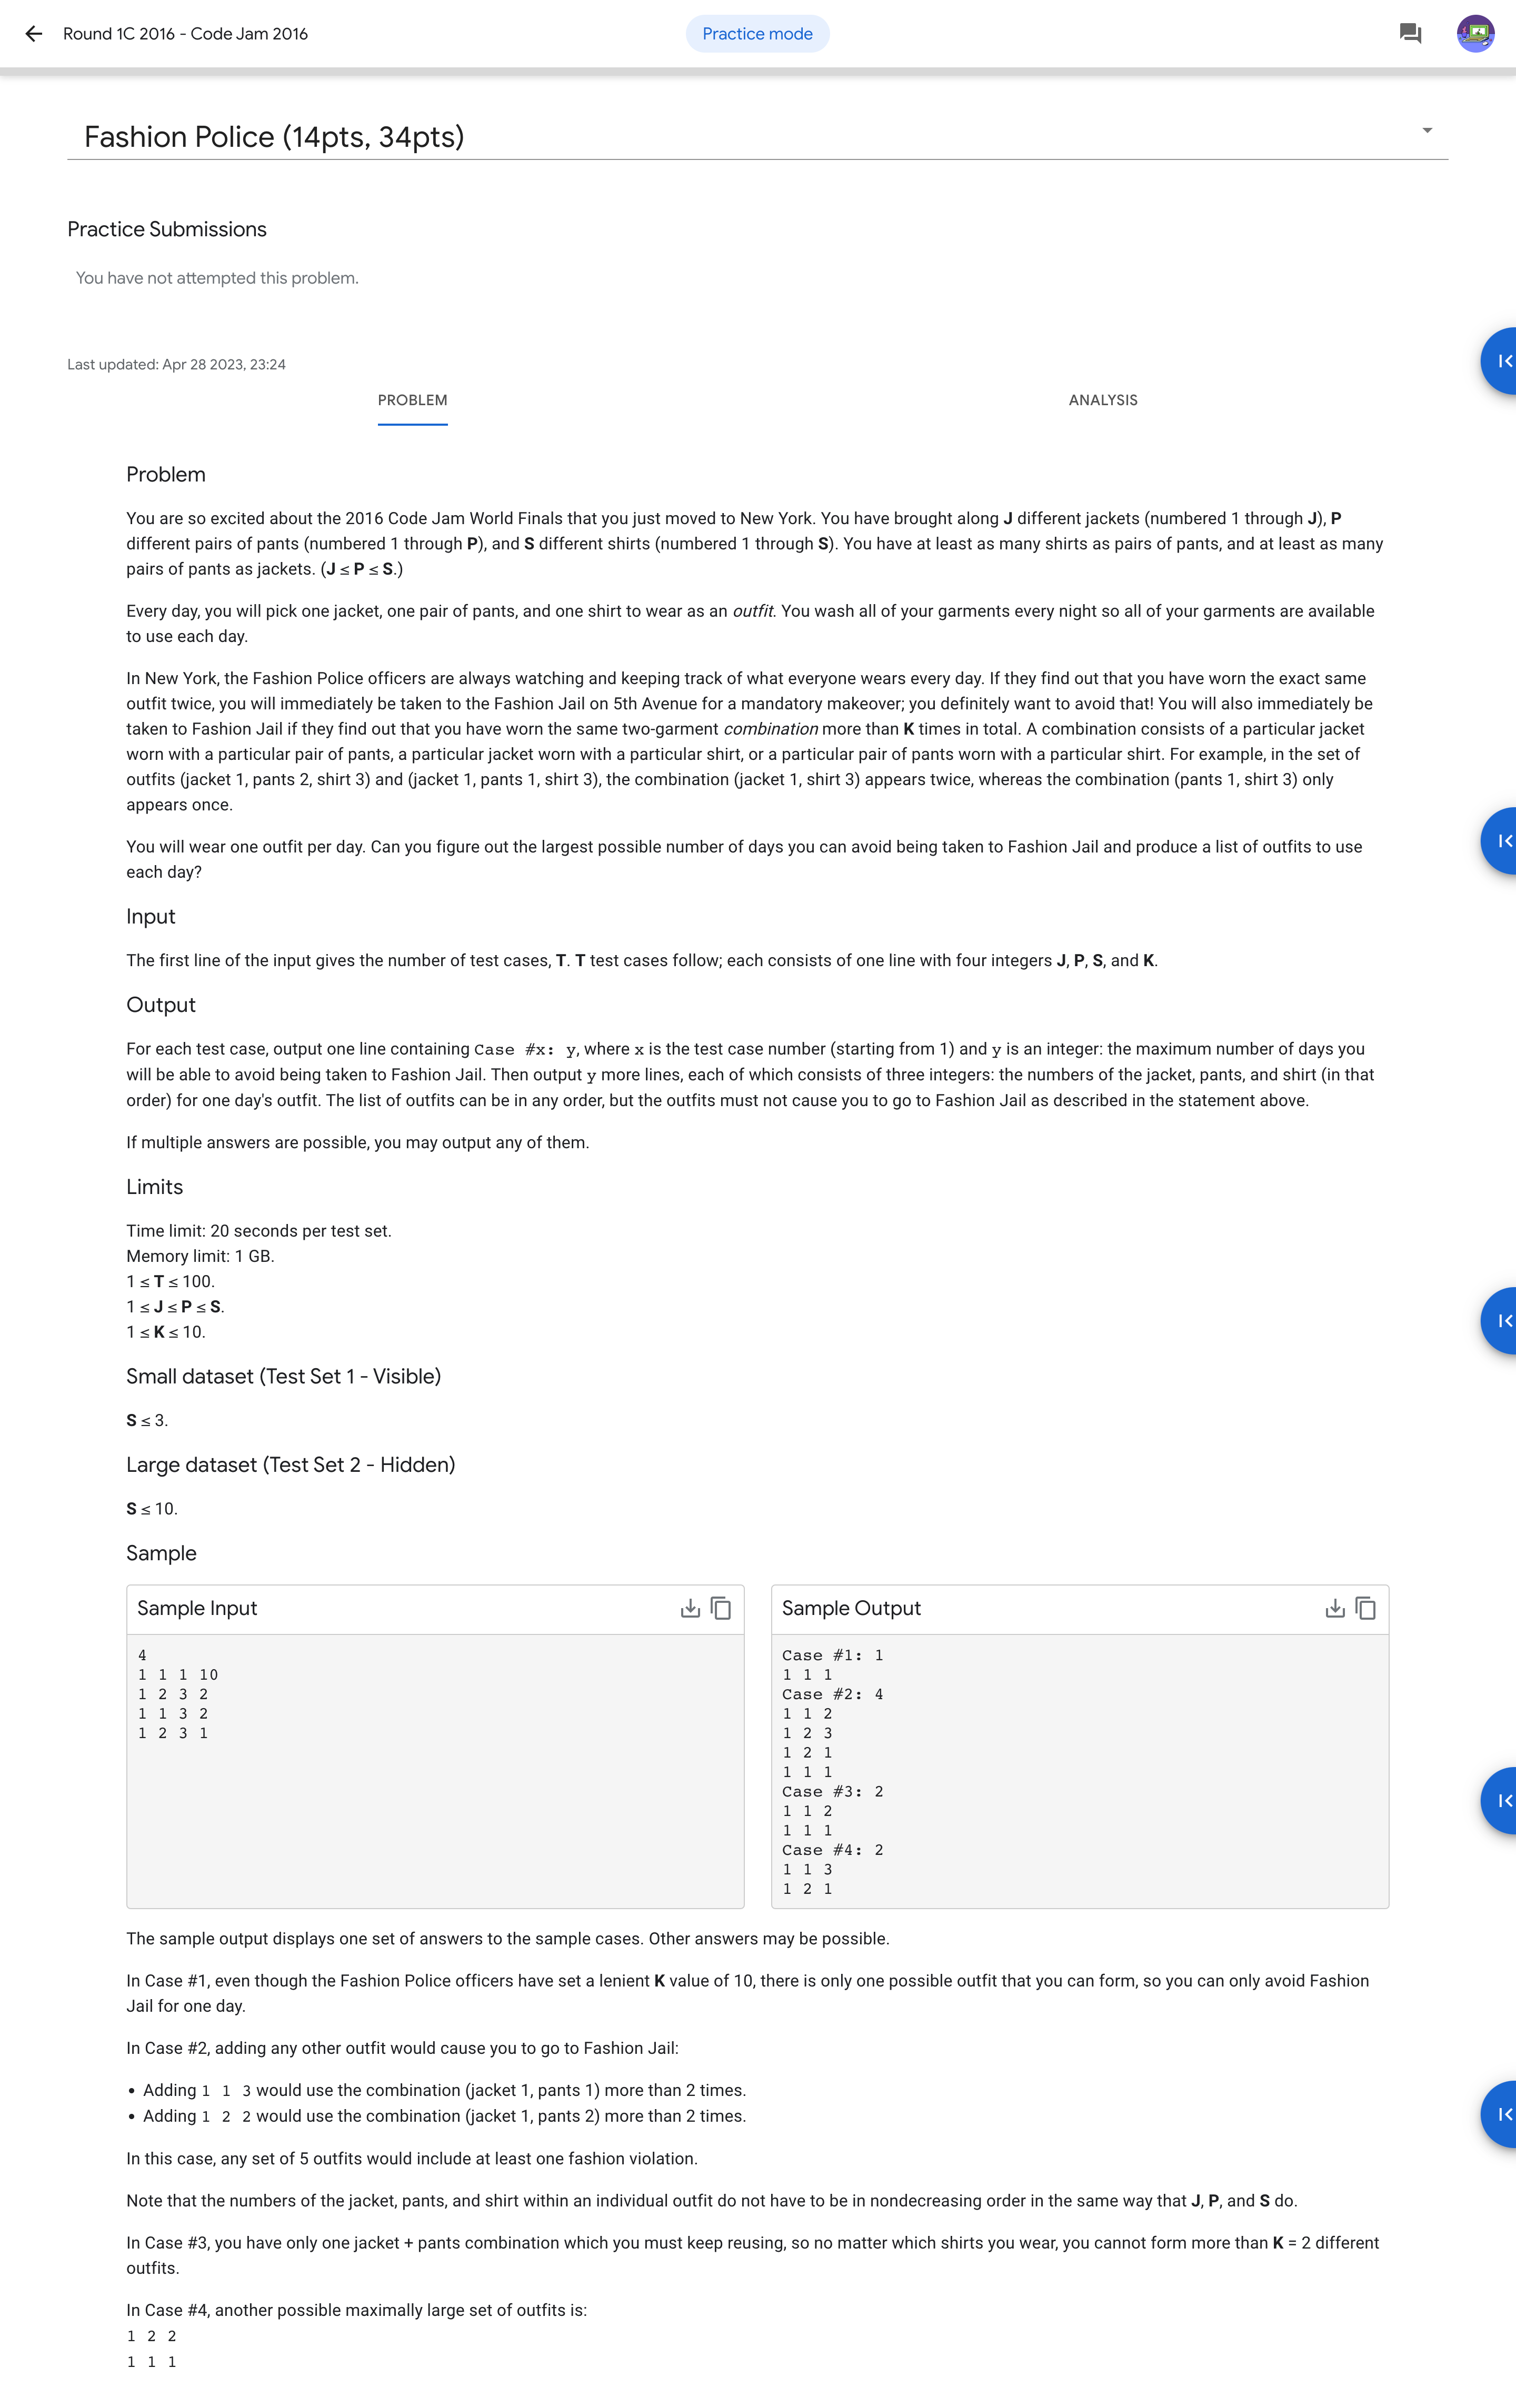 Round 1C 2016 - Code Jam 2016
Practice mode
Fashion Police (14pts, 34pts)
Practice Submissions
You have not attempted this problem.
Last updated: Apr 28 2023, 23:24
PROBLEM
ANALYSIS
Problem
You are so excited about the 2016 Code Jam World Finals that you just moved to New York. You have brought along J different jackets (numbered 1 through J), P
different pairs of pants (numbered 1 through P), and S different shirts (numbered 1 through S). You have at least as many shirts as pairs of pants, and at least as many
pairs of pants as jackets. (J ≤ P ≤ S.)
Every day, you will pick one jacket, one pair of pants, and one shirt to wear as an outfit. You wash all of your garments every night so all of your garments are available
to use each day.
In New York, the Fashion Police officers are always watching and keeping track of what everyone wears every day. If they find out that you have worn the exact same
outfit twice, you will immediately be taken to the Fashion Jail on 5th Avenue for a mandatory makeover; you definitely want to avoid that! You will also immediately be
taken to Fashion Jail if they find out that you have worn the same two-garment combination more than K times in total. A combination consists of a particular jacket
worn with a particular pair of pants, a particular jacket worn with a particular shirt, or a particular pair of pants worn with a particular shirt. For example, in the set of
outfits (jacket 1, pants 2, shirt 3) and (jacket 1, pants 1, shirt 3), the combination (jacket 1, shirt 3) appears twice, whereas the combination (pants 1, shirt 3) only
appears once.
You will wear one outfit per day. Can you figure out the largest possible number of days you can avoid being taken to Fashion Jail and produce a list of outfits to use
each day?
Input
The first line of the input gives the number of test cases, T. T test cases follow; each consists of one line with four integers J, P, S, and K.
Output
For each test case, output one line containing Case #x: y, where x is the test case number (starting from 1) and y is an integer: the maximum number of days you
will be able to avoid being taken to Fashion Jail. Then output y more lines, each of which consists of three integers: the numbers of the jacket, pants, and shirt (in that
order) for one day's outfit. The list of outfits can be in any order, but the outfits must not cause you to go to Fashion Jail as described in the statement above.
If multiple answers are possible, you may output any of them.
Limits
Time limit: 20 seconds per test set.
Memory limit: 1 GB.
1 ≤ T ≤ 100.
1 ≤ J ≤ P ≤ S.
1 ≤ K ≤ 10.
Small dataset (Test Set 1 - Visible)
S ≤ 3.
Large dataset (Test Set 2 - Hidden)
S ≤ 10.
Sample
Sample Input
4
1 1 1 10
1 2 3 2
1 1 3 2
1 2 3 1
Sample Output
Case #1: 1
1 1 1
Case #2: 4
1 1 2
1 2 3
1 2 1
1 1 1
Case #3: 2
1 1 2
1 1 1
Case #4: 2
1 1 3
1 2 1
The sample output displays one set of answers to the sample cases. Other answers may be possible.
In Case #1, even though the Fashion Police officers have set a lenient K value of 10, there is only one possible outfit that you can form, so you can only avoid Fashion
Jail for one day.
In Case #2, adding any other outfit would cause you to go to Fashion Jail:
• Adding 1 1 3 would use the combination (jacket 1, pants 1) more than 2 times.
• Adding 1 2 2 would use the combination (jacket 1, pants 2) more than 2 times.
In this case, any set of 5 outfits would include at least one fashion violation.
Note that the numbers of the jacket, pants, and shirt within an individual outfit do not have to be in nondecreasing order in the same way that J, P, and S do.
In Case #3, you have only one jacket + pants combination which you must keep reusing, so no matter which shirts you wear, you cannot form more than K = 2 different
outfits.
In Case #4, another possible maximally large set of outfits is:
1 2 2
1 1 1